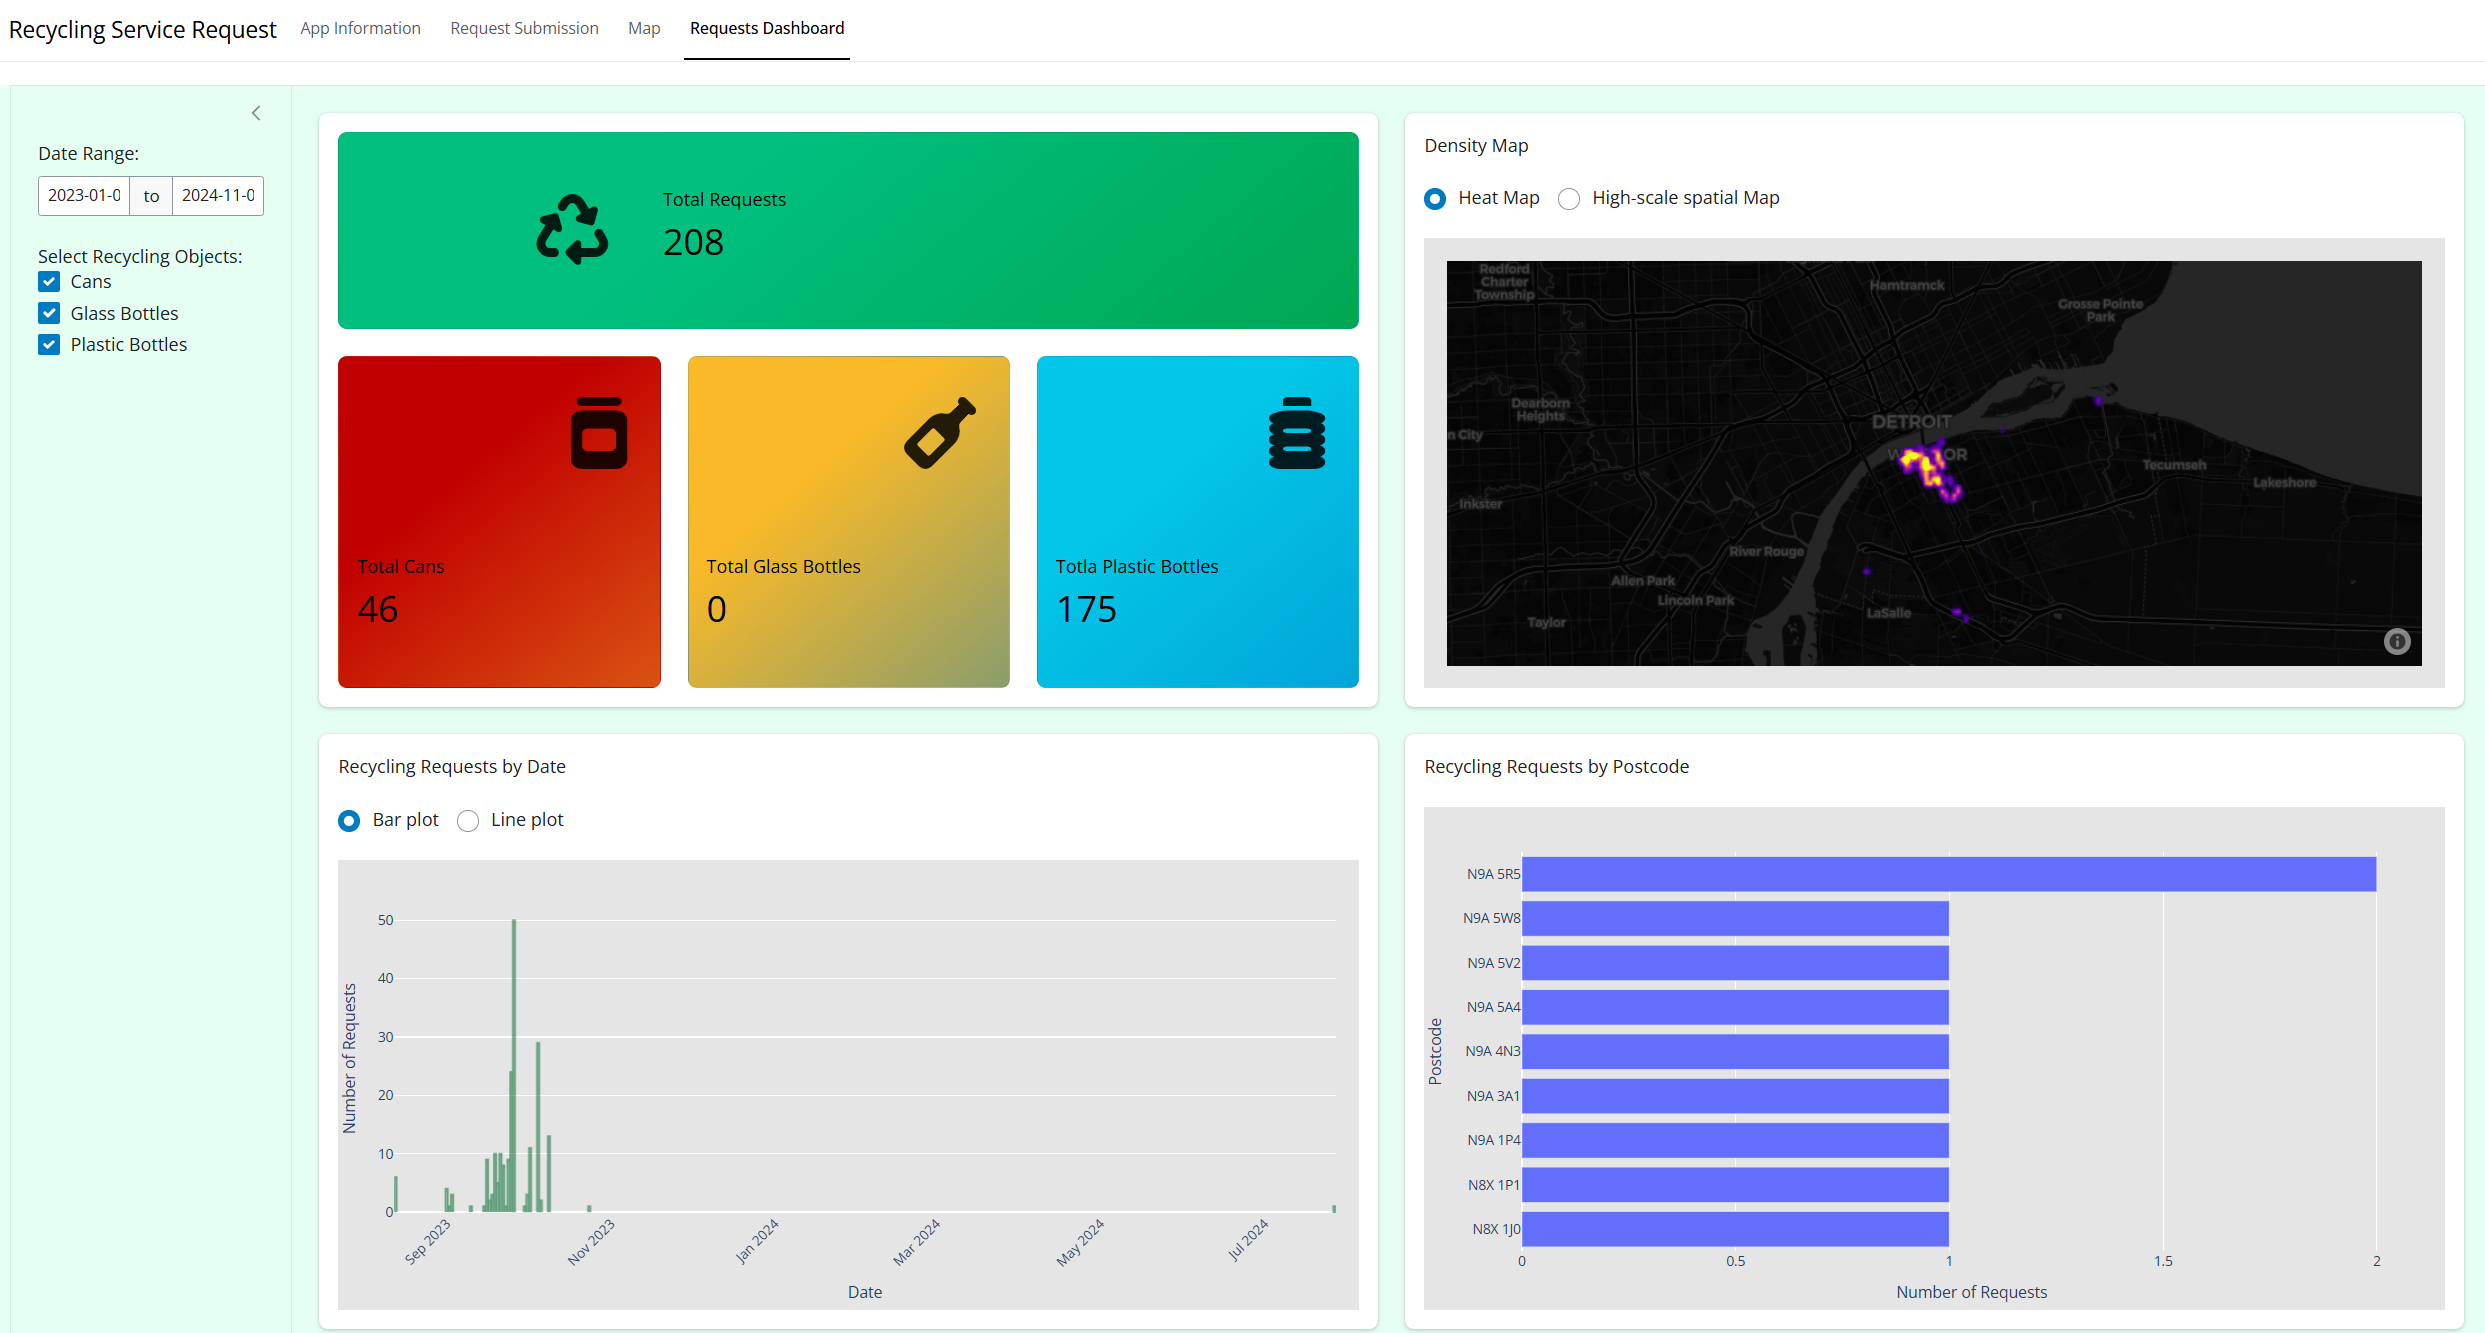 Recycling Service Request App Information Request Submission Map Requests Dashboard
Date Range:
2023-01-0 to 2024-11-0
Select Recycling Objects:
Cans
Glass Bottles
Plastic Bottles
Total Requests
208
Total Cans
46
Total Glass Bottles
0
Totla Plastic Bottles
175
Density Map
Heat Map High-scale spatial Map
Redford
Charter
Township
Hamtramck
Grosse Pointe
Park
Dearborn
Heights
DETROIT
n City
Tecumseh
Lakeshore
Inkster
River Rouge
Allen Park
Lincoln Park
LaSalle
Taylor
Recycling Requests by Date
Bar plot Line plot
Number of Requests
50
40
30
20
10
0
Sep 2023
Nov 2023
Jan 2024
Mar 2024
May 2024
Jul 2024
Date
Recycling Requests by Postcode
Postcode
N9A 5R5
N9A 5W8
N9A 5V2
N9A 5A4
N9A 4N3
N9A 3A1
N9A 1P4
N8X 1P1
N8X 1J0
0 0.5 1 1.5 2
Number of Requests